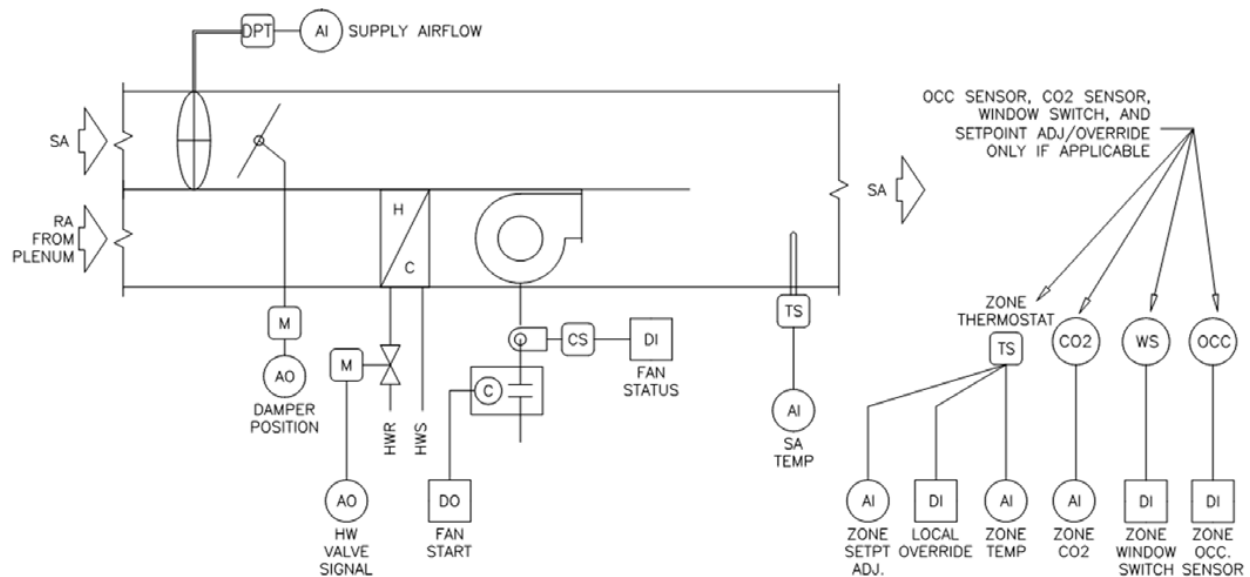 DPT
AI
SUPPLY AIRFLOW
OCC SENSOR, CO2 SENSOR,
WINDOW SWITCH, AND
SETPOINT ADJ/OVERRIDE
ONLY IF APPLICABLE
SA
SA
RA
FROM
PLENUM
H
C
M
AO
DAMPER
POSITION
M
AO
HW
VALVE
SIGNAL
HWR
HWS
C
DO
FAN
START
CS
DI
FAN
STATUS
TS
AI
SA
TEMP
ZONE
THERMOSTAT
TS
CO2
WS
OCC
AI
ZONE
SETPT
ADJ.
DI
LOCAL
OVERRIDE
AI
ZONE
TEMP
AI
ZONE
CO2
DI
ZONE
WINDOW
SWITCH
DI
ZONE
OCC.
SENSOR